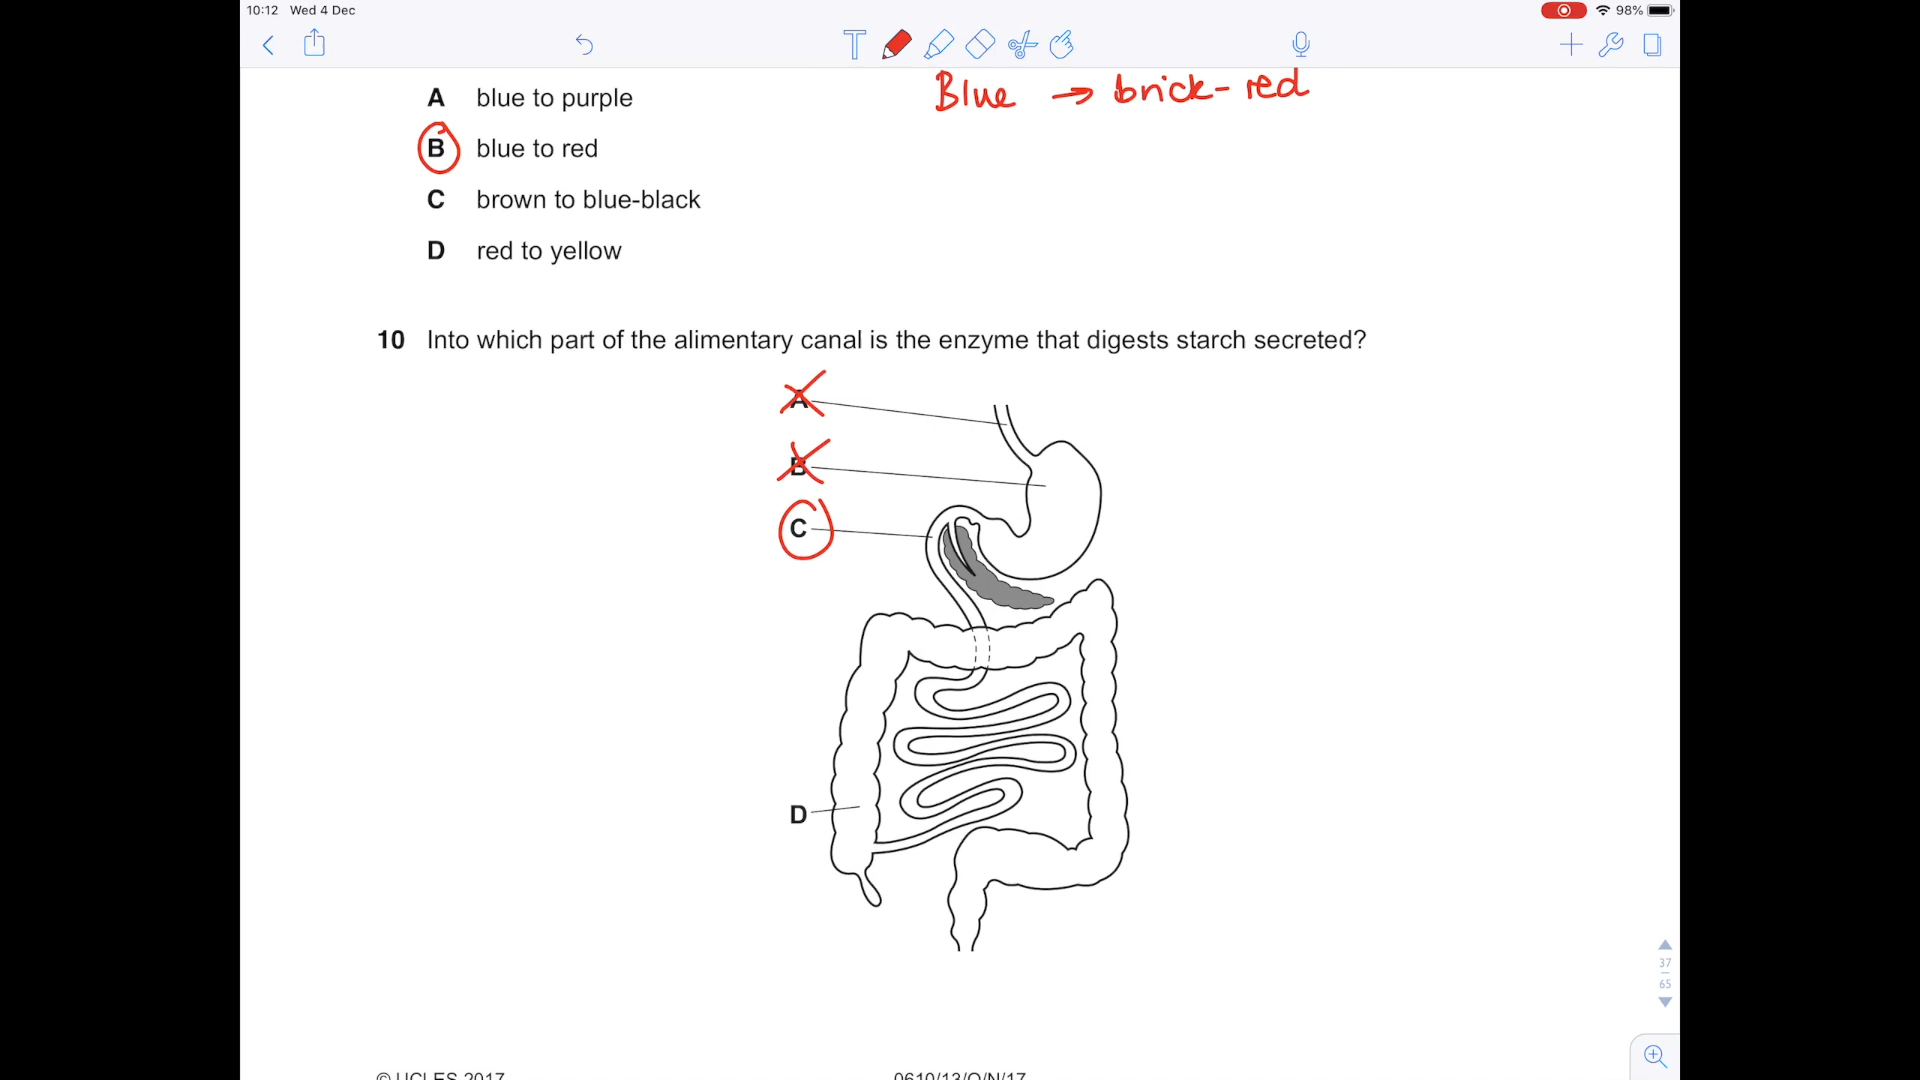 10:12 Wed 4 Dec
98%
T
A blue to purple
Blue → brick-red
B blue to red
C brown to blue-black
D red to yellow
10 Into which part of the alimentary canal is the enzyme that digests starch secreted?
A
B
C
D
37
65
© UCLES 2017
0610/13/O/N/17